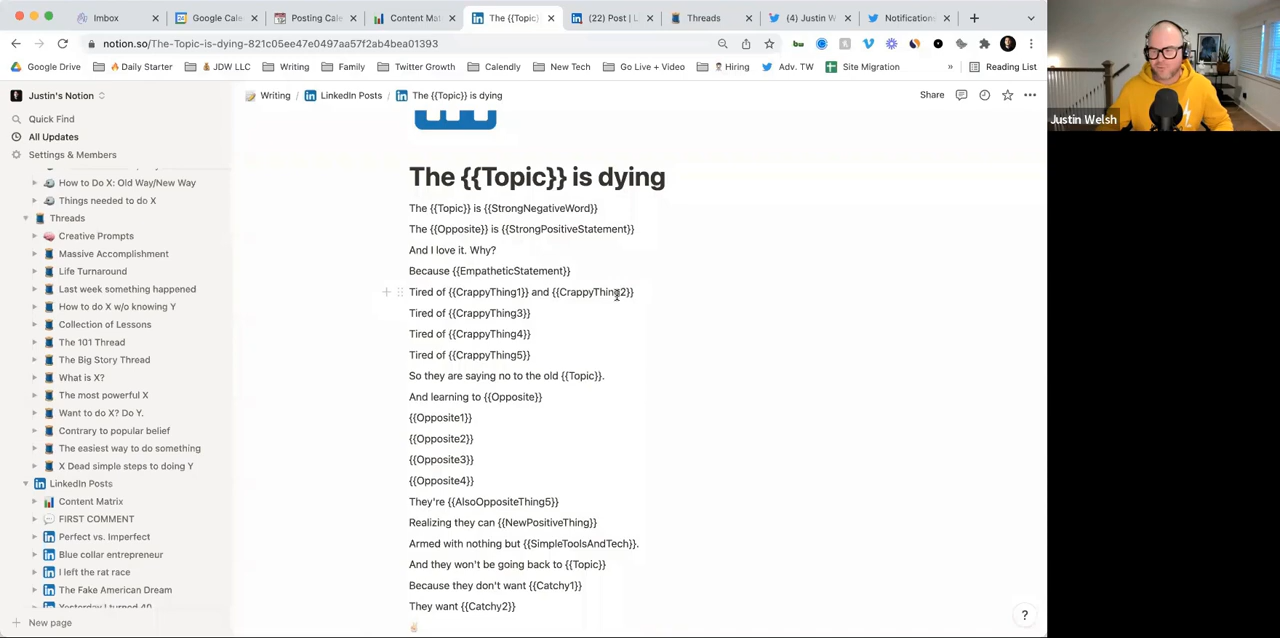 Inbox
Google Cale
Posting Cale
Content Mat
The {{Topic}
(22) Post | L
Threads
(4) Justin W
Notification
notion.so/The-Topic-is-dying-821c05ee47e0497aa57f2ab4bea01393
Google Drive
Daily Starter
JDW LLC
Writing
Family
Twitter Growth
Calendly
New Tech
Go Live + Video
Hiring
Adv. TW
Site Migration
»
Reading List
Justin's Notion
Writing / LinkedIn Posts / The {{Topic}} is dying
Share
Quick Find
All Updates
Settings & Members
How to Do X: Old Way/New Way
Things needed to do X
Threads
Creative Prompts
Massive Accomplishment
Life Turnaround
Last week something happened
How to do X w/o knowing Y
Collection of Lessons
The 101 Thread
The Big Story Thread
What is X?
The most powerful X
Want to do X? Do Y.
Contrary to popular belief
The easiest way to do something
X Dead simple steps to doing Y
LinkedIn Posts
Content Matrix
FIRST COMMENT
Perfect vs. Imperfect
Blue collar entrepreneur
I left the rat race
The Fake American Dream
Yesterday I turned 40
New page
The {{Topic}} is dying
The {{Topic}} is {{StrongNegativeWord}}
The {{Opposite}} is {{StrongPositiveStatement}}
And I love it. Why?
Because {{EmpatheticStatement}}
Tired of {{CrappyThing1}} and {{CrappyThing2}}
Tired of {{CrappyThing3}}
Tired of {{CrappyThing4}}
Tired of {{CrappyThing5}}
So they are saying no to the old {{Topic}}.
And learning to {{Opposite}}
{{Opposite1}}
{{Opposite2}}
{{Opposite3}}
{{Opposite4}}
They're {{AlsoOppositeThing5}}
Realizing they can {{NewPositiveThing}}
Armed with nothing but {{SimpleToolsAndTech}}.
And they won't be going back to {{Topic}}
Because they don't want {{Catchy1}}
They want {{Catchy2}}
?
Justin Welsh